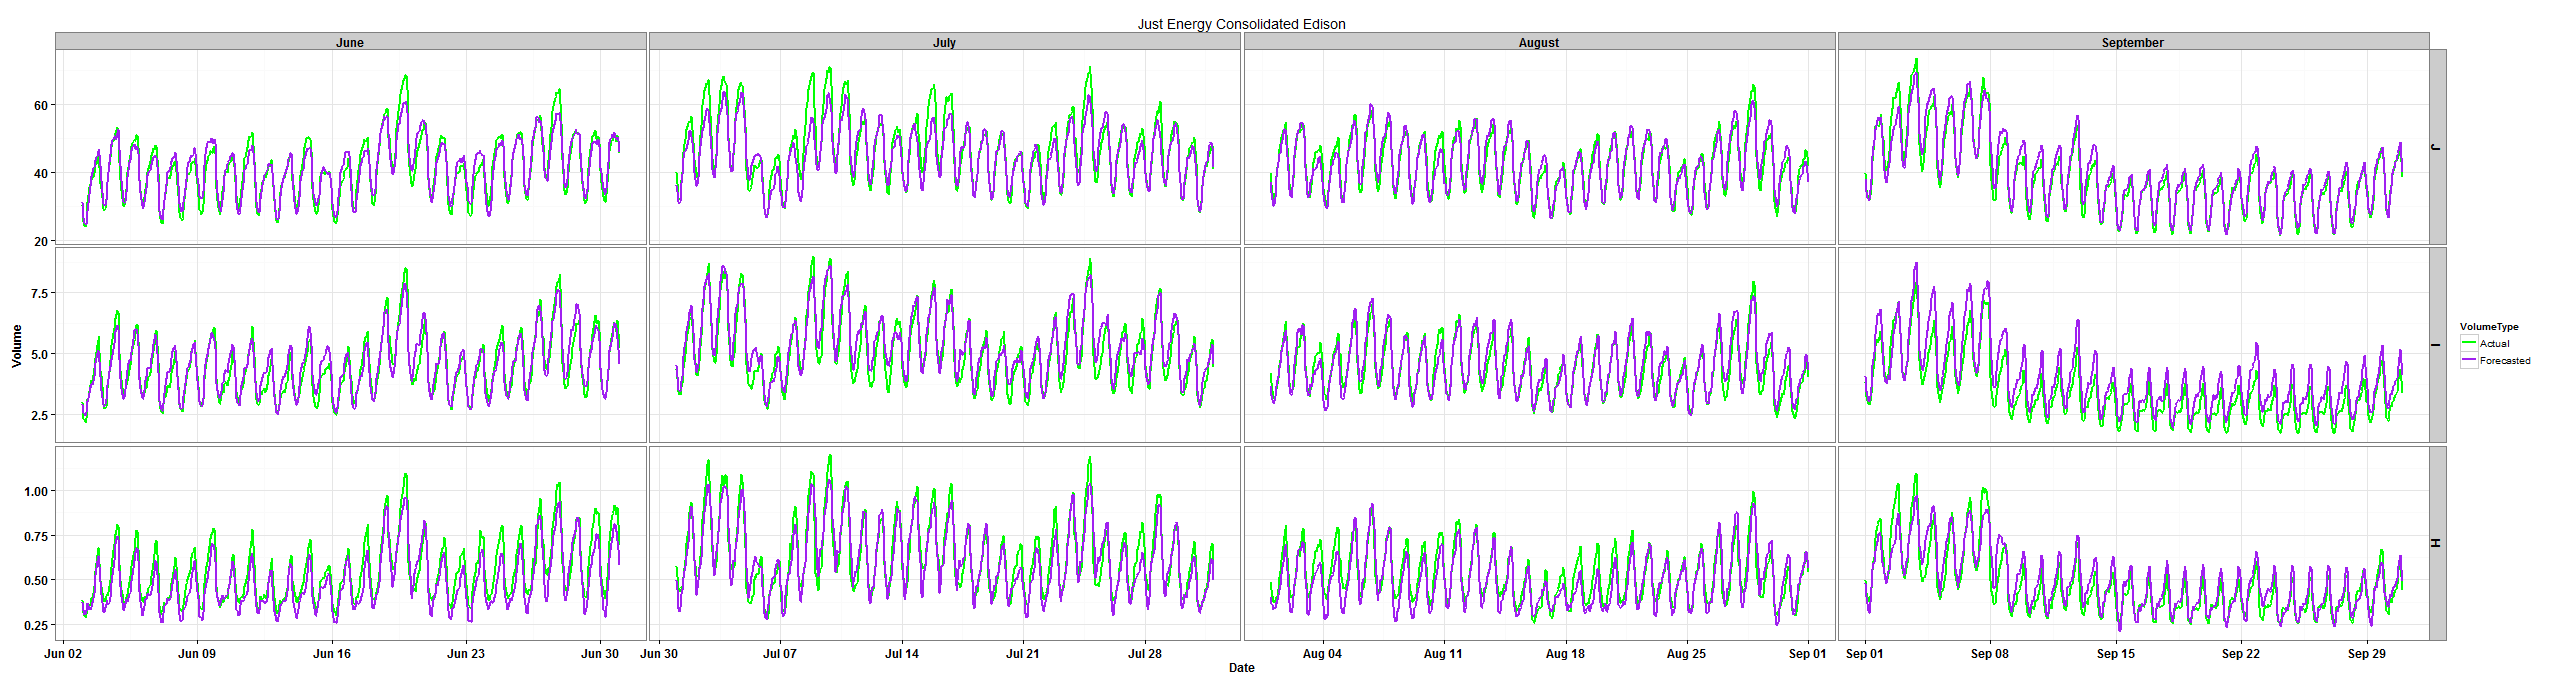 Just Energy Consolidated Edison
June July August September
60
40
20
J
7.5
5.0
2.5
I
1.00
0.75
0.50
0.25
H
Volume
VolumeType
Actual
Forecasted
Jun 02 Jun 09 Jun 16 Jun 23 Jun 30 Jun 30 Jul 07 Jul 14 Jul 21 Jul 28 Aug 04 Aug 11 Aug 18 Aug 25 Sep 01 Sep 01 Sep 08 Sep 15 Sep 22 Sep 29
Date